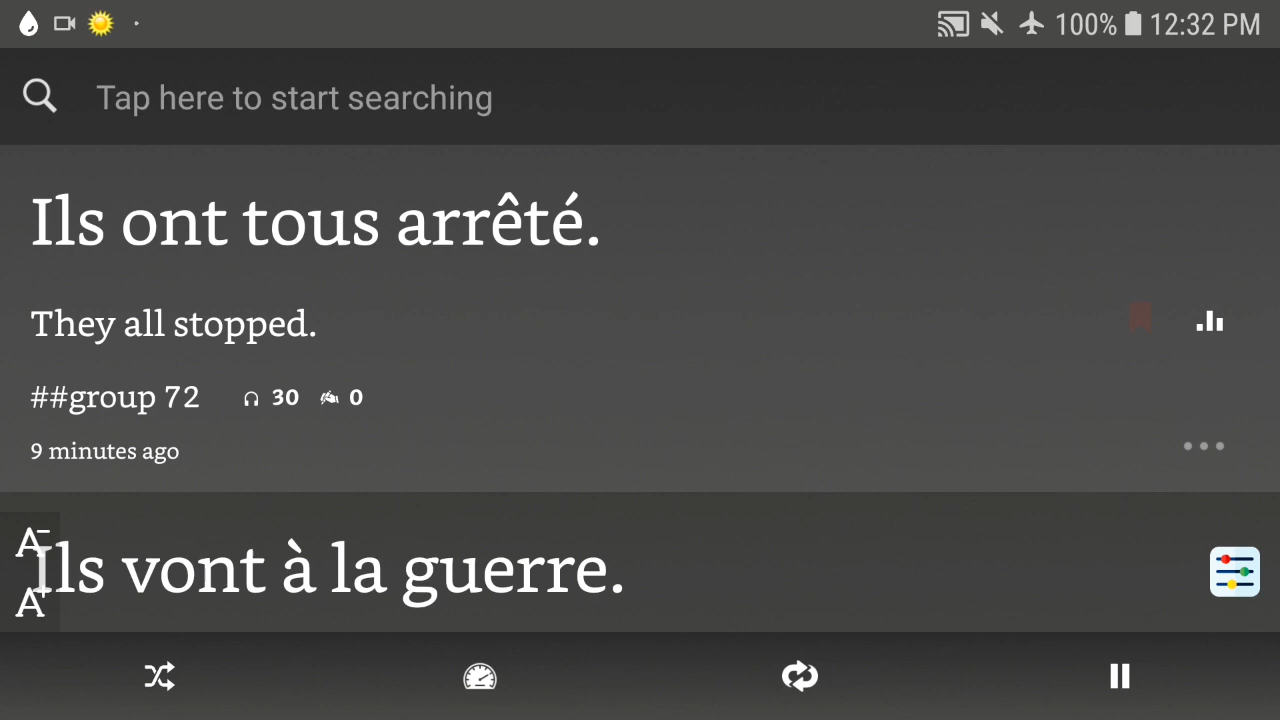 100% 12:32 PM
Tap here to start searching
Ils ont tous arrêté.
They all stopped.
##group 72 30 0
9 minutes ago
A-
Ils vont à la guerre.
A+